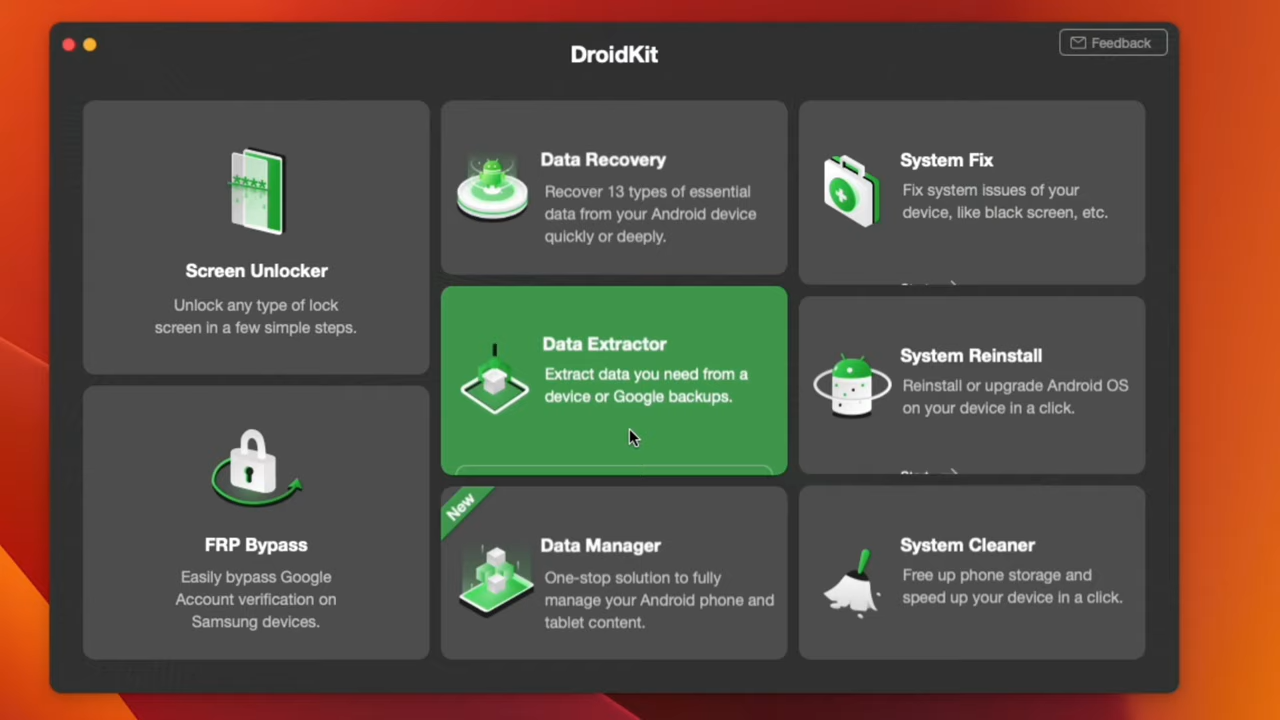 DroidKit
Feedback
Screen Unlocker
Unlock any type of lock
screen in a few simple steps.
FRP Bypass
Easily bypass Google
Account verification on
Samsung devices.
Data Recovery
Recover 13 types of essential
data from your Android device
quickly or deeply.
Data Extractor
Extract data you need from a
device or Google backups.
New
Data Manager
One-stop solution to fully
manage your Android phone and
tablet content.
System Fix
Fix system issues of your
device, like black screen, etc.
System Reinstall
Reinstall or upgrade Android OS
on your device in a click.
System Cleaner
Free up phone storage and
speed up your device in a click.